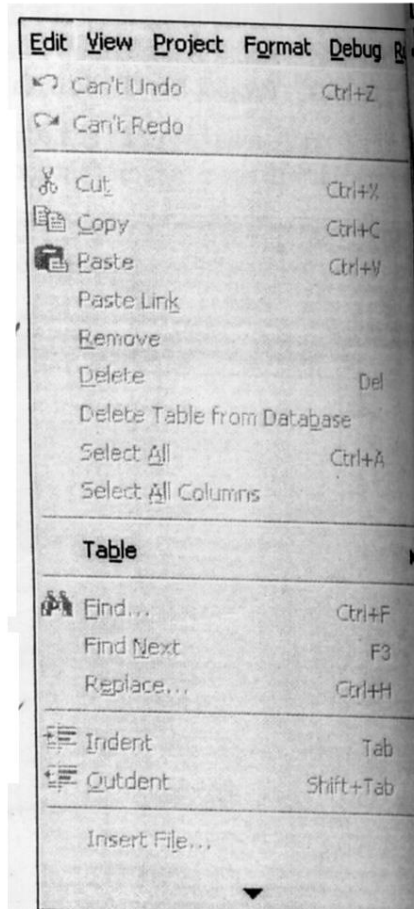 Edit View Project Format Debug
Can't Undo Ctrl+Z
Can't Redo
Cut Ctrl+X
Copy Ctrl+C
Paste Ctrl+V
Paste Link
Remove
Delete Del
Delete Table from Database
Select All Ctrl+A
Select All Columns
Table
Find... Ctrl+F
Find Next F3
Replace... Ctrl+H
Indent Tab
Outdent Shift+Tab
Insert File...